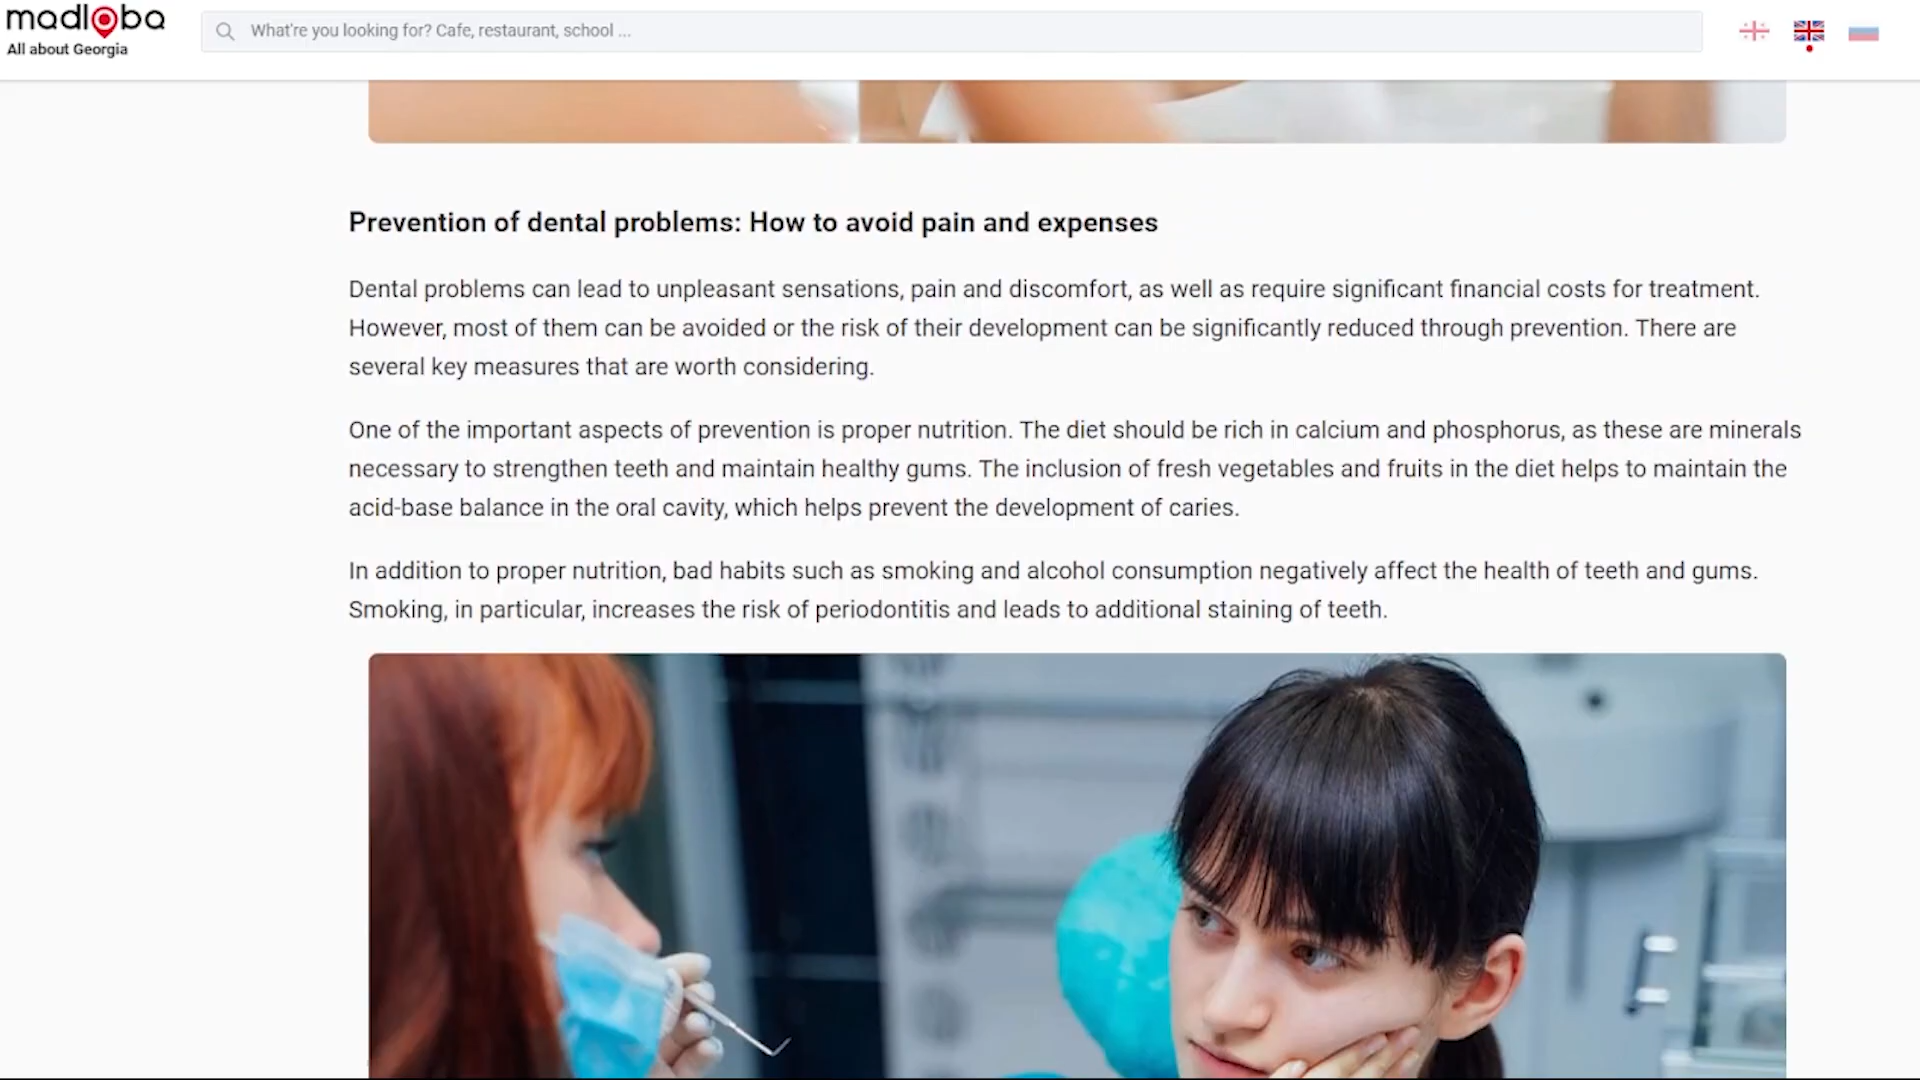 madloba
All about Georgia
What're you looking for? Cafe, restaurant, school ...
Prevention of dental problems: How to avoid pain and expenses
Dental problems can lead to unpleasant sensations, pain and discomfort, as well as require significant financial costs for treatment.
However, most of them can be avoided or the risk of their development can be significantly reduced through prevention. There are
several key measures that are worth considering.
One of the important aspects of prevention is proper nutrition. The diet should be rich in calcium and phosphorus, as these are minerals
necessary to strengthen teeth and maintain healthy gums. The inclusion of fresh vegetables and fruits in the diet helps to maintain the
acid-base balance in the oral cavity, which helps prevent the development of caries.
In addition to proper nutrition, bad habits such as smoking and alcohol consumption negatively affect the health of teeth and gums.
Smoking, in particular, increases the risk of periodontitis and leads to additional staining of teeth.